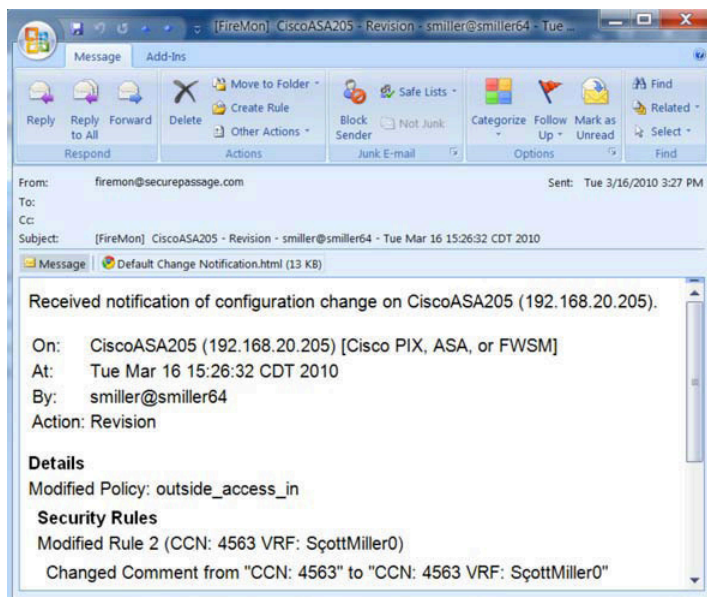 [FireMon] CiscoASA205 - Revision - smiller@smiller64 - Tue ...
Message Add-Ins
Reply
Reply to All
Forward
Respond
Delete
Move to Folder
Create Rule
Other Actions
Actions
Block Sender
Safe Lists
Not Junk
Junk E-mail
Categorize
Follow Up
Mark as Unread
Options
Find
Related
Select
Find
From: firemon@securepassage.com Sent: Tue 3/16/2010 3:27 PM
To:
Cc:
Subject: [FireMon] CiscoASA205 - Revision - smiller@smiller64 - Tue Mar 16 15:26:32 CDT 2010
Message Default Change Notification.html (13 KB)
Received notification of configuration change on CiscoASA205 (192.168.20.205).
On: CiscoASA205 (192.168.20.205) [Cisco PIX, ASA, or FWSM]
At: Tue Mar 16 15:26:32 CDT 2010
By: smiller@smiller64
Action: Revision
Details
Modified Policy: outside_access_in
Security Rules
Modified Rule 2 (CCN: 4563 VRF: SçottMiller0)
Changed Comment from "CCN: 4563" to "CCN: 4563 VRF: SçottMiller0"